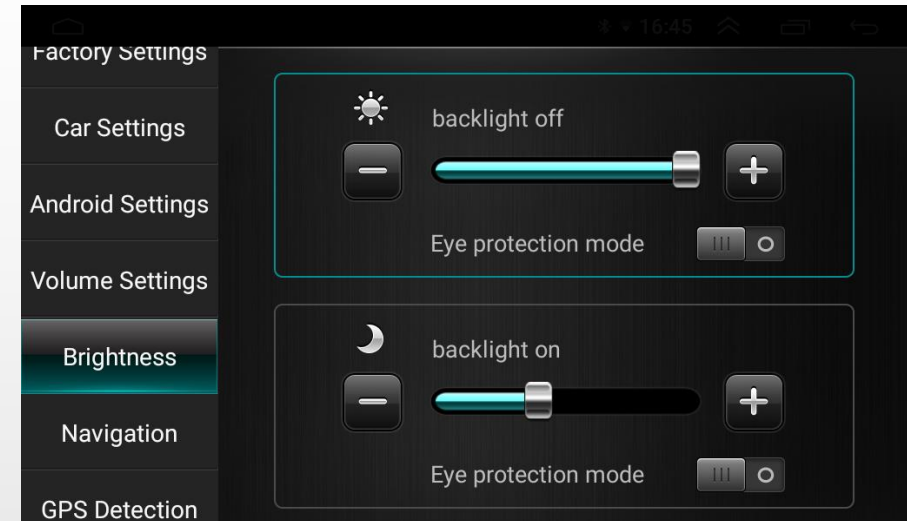 16:45
Factory Settings
Car Settings
Android Settings
Volume Settings
Brightness
Navigation
GPS Detection
backlight off
Eye protection mode
backlight on
Eye protection mode